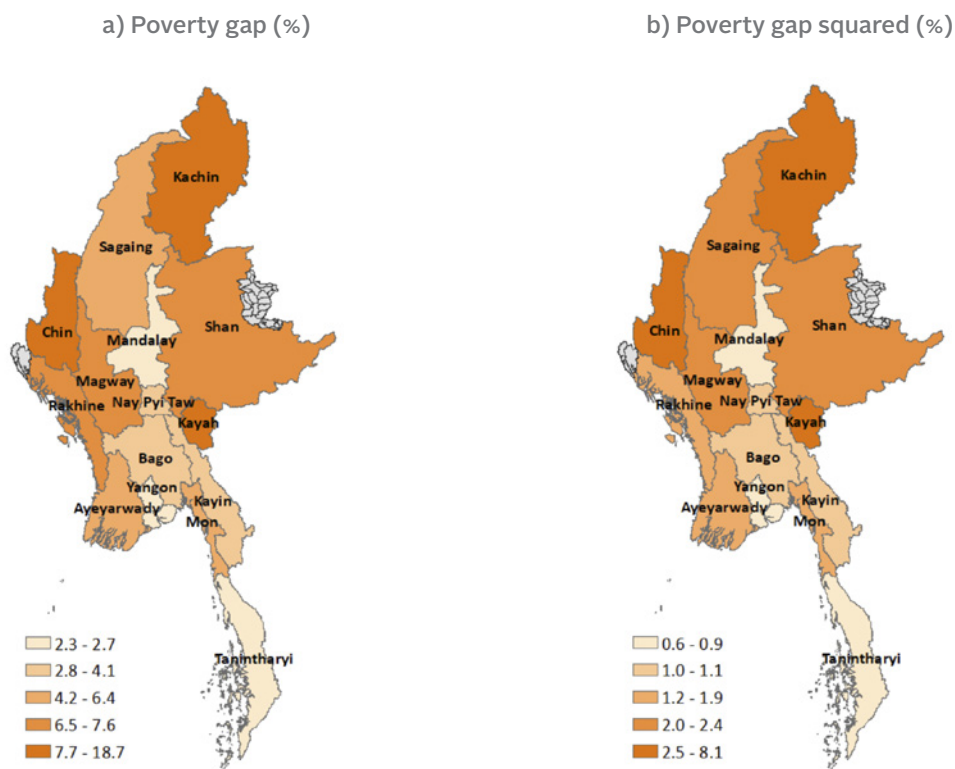 a) Poverty gap (%)
Kachin
Sagaing
Chin
Shan
Mandalay
Magway
Rakhine
Nay Pyi Taw
Kayah
Bago
Yangon
Ayeyarwady
Kayin
Mon
Tanintharyi
2.3 - 2.7
2.8 - 4.1
4.2 - 6.4
6.5 - 7.6
7.7 - 18.7
b) Poverty gap squared (%)
Kachin
Sagaing
Chin
Shan
Mandalay
Magway
Rakhine
Nay Pyi Taw
Kayah
Bago
Yangon
Ayeyarwady
Kayin
Mon
Tanintharyi
0.6 - 0.9
1.0 - 1.1
1.2 - 1.9
2.0 - 2.4
2.5 - 8.1